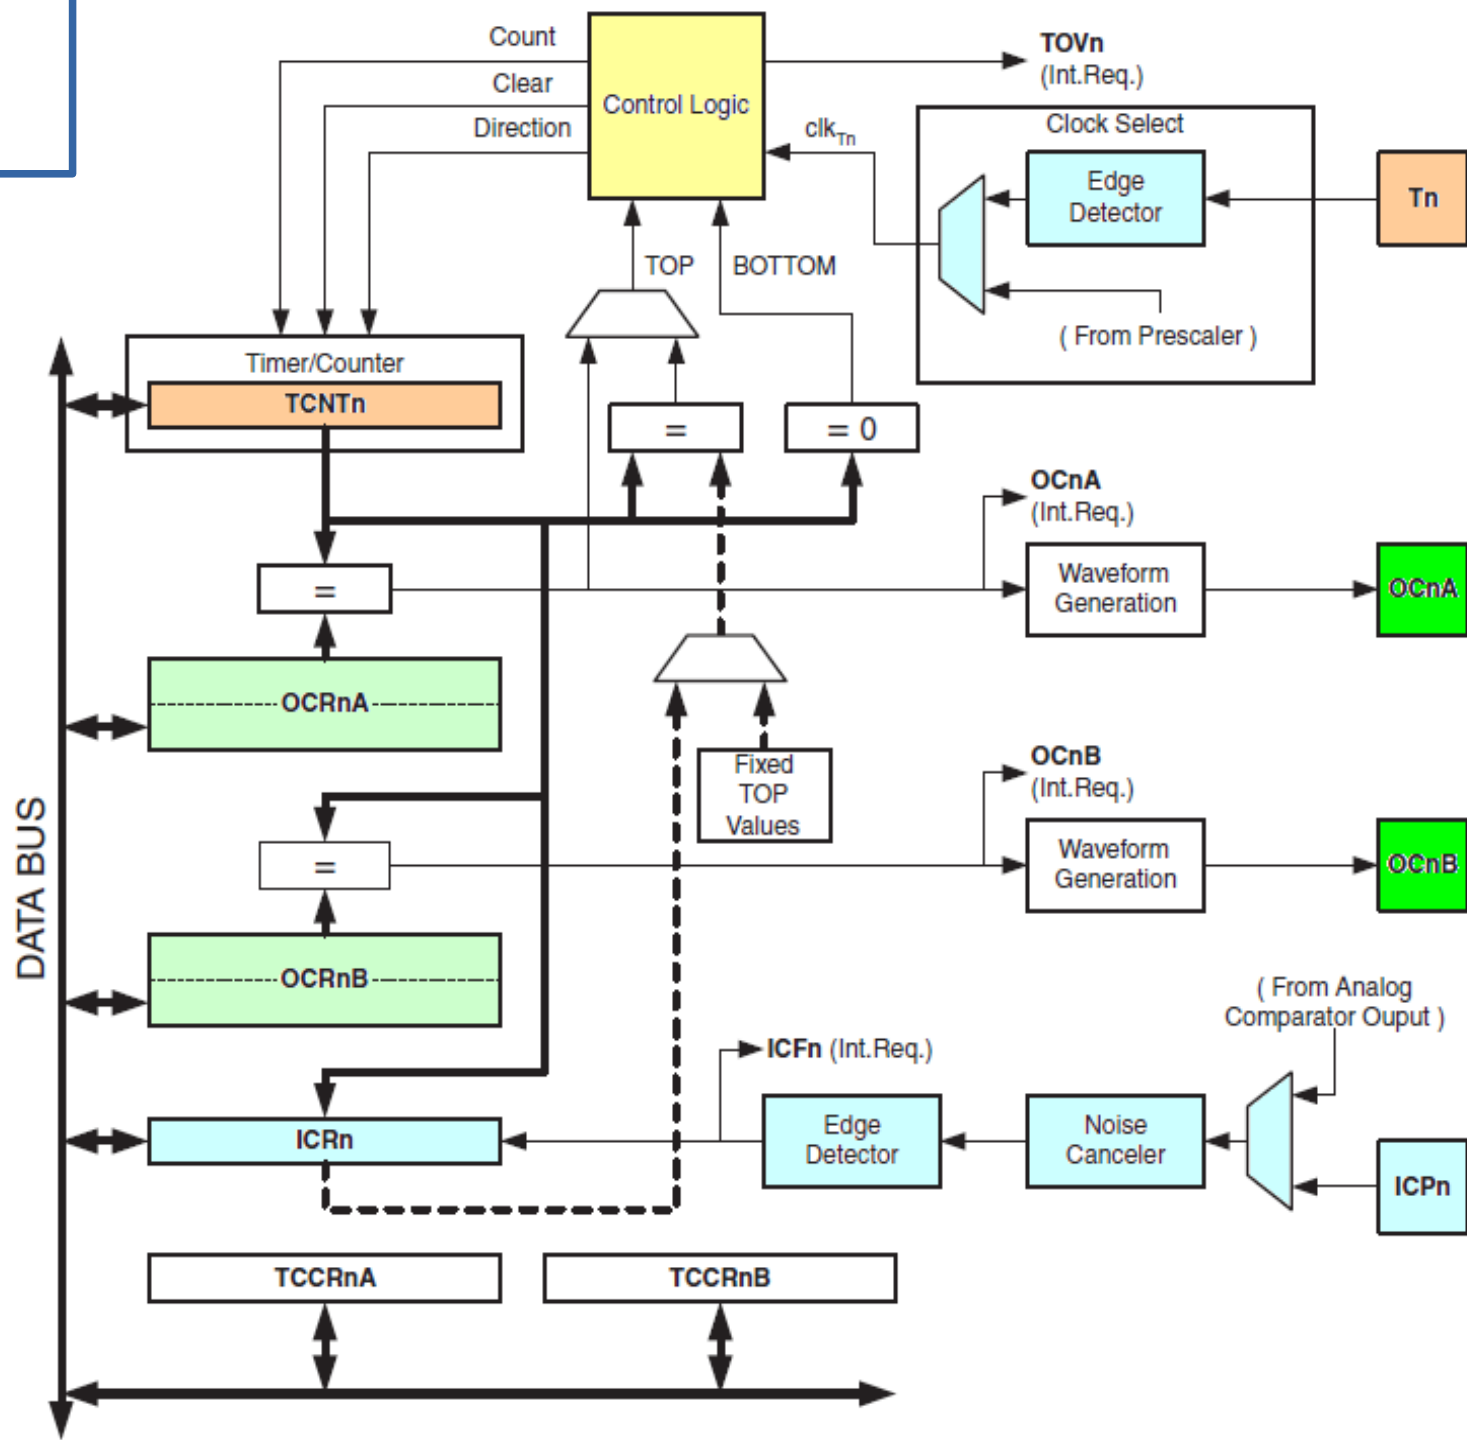 Count
Clear
Direction
Control Logic
TOVn
(Int.Req.)
clkTn
Clock Select
Edge
Detector
Tn
TOP
BOTTOM
( From Prescaler )
Timer/Counter
TCNTn
=
= 0
OCnA
(Int.Req.)
=
Waveform
Generation
OCnA
OCRnA
Fixed
TOP
Values
OCnB
(Int.Req.)
=
Waveform
Generation
OCnB
DATA BUS
OCRnB
( From Analog
Comparator Ouput )
ICFn (Int.Req.)
ICRn
Edge
Detector
Noise
Canceler
ICPn
TCCRnA
TCCRnB